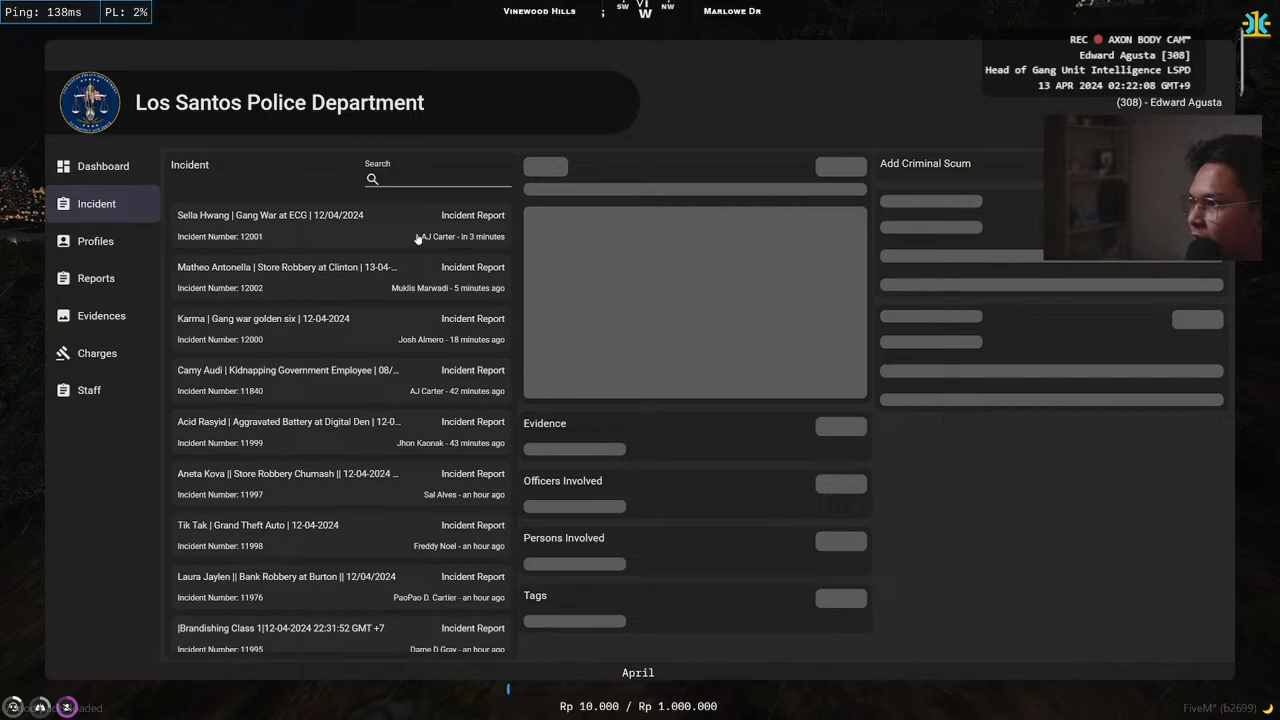 Ping: 138ms PL: 2%
Vinewood Hills SW W NW Marlowe Dr
REC AXON BODY CAM
Edward Agusta [308]
Head of Gang Unit Intelligence LSPD
13 APR 2024 02:22:08 GMT+9
(308) - Edward Agusta
Los Santos Police Department
Dashboard
Incident
Profiles
Reports
Evidences
Charges
Staff
Incident
Search
Sella Hwang | Gang War at ECG | 12/04/2024 Incident Report
Incident Number: 12001 AJ Carter - in 3 minutes
Matheo Antonella | Store Robbery at Clinton | 13-04-... Incident Report
Incident Number: 12002 Muklis Marwadi - 5 minutes ago
Karma | Gang war golden six | 12-04-2024 Incident Report
Incident Number: 12000 Josh Almero - 18 minutes ago
Camy Audi | Kidnapping Government Employee | 08/... Incident Report
Incident Number: 11840 AJ Carter - 42 minutes ago
Acid Rasyid | Aggravated Battery at Digital Den | 12-0... Incident Report
Incident Number: 11999 Jhon Kaonak - 43 minutes ago
Aneta Kova || Store Robbery Chumash || 12-04-2024 ... Incident Report
Incident Number: 11997 Sal Alves - an hour ago
Tik Tak | Grand Theft Auto | 12-04-2024 Incident Report
Incident Number: 11998 Freddy Noel - an hour ago
Laura Jaylen || Bank Robbery at Burton || 12/04/2024 Incident Report
Incident Number: 11976 PaoPao D. Cartier - an hour ago
|Brandishing Class 1|12-04-2024 22:31:52 GMT +7 Incident Report
Incident Number: 11995 Dame D Gray - an hour ago
Evidence
Officers Involved
Persons Involved
Tags
Add Criminal Scum
April
Rp 10.000 / Rp 1.000.000
FiveM* (b2699)